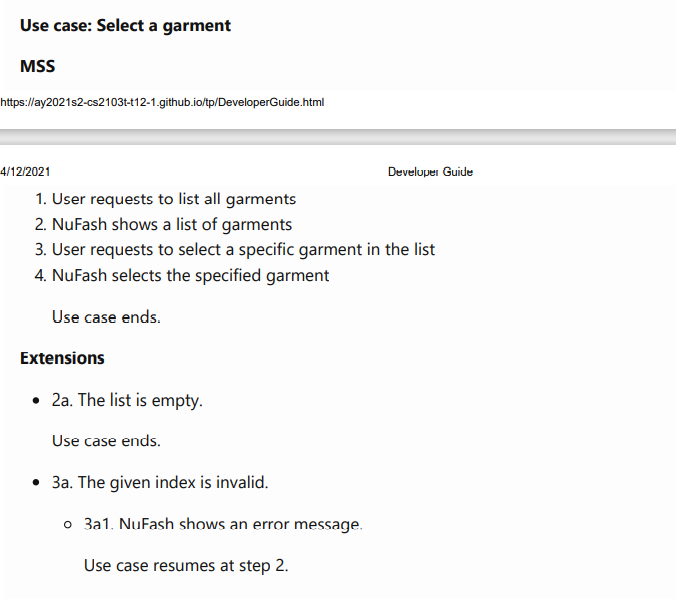 Use case: Select a garment
MSS
https://ay2021s2-cs2103t-t12-1.github.io/tp/DeveloperGuide.html
4/12/2021 Developer Guide
1. User requests to list all garments
2. NuFash shows a list of garments
3. User requests to select a specific garment in the list
4. NuFash selects the specified garment
Use case ends.
Extensions
• 2a. The list is empty.
Use case ends.
• 3a. The given index is invalid.
○ 3a1. NuFash shows an error message.
Use case resumes at step 2.